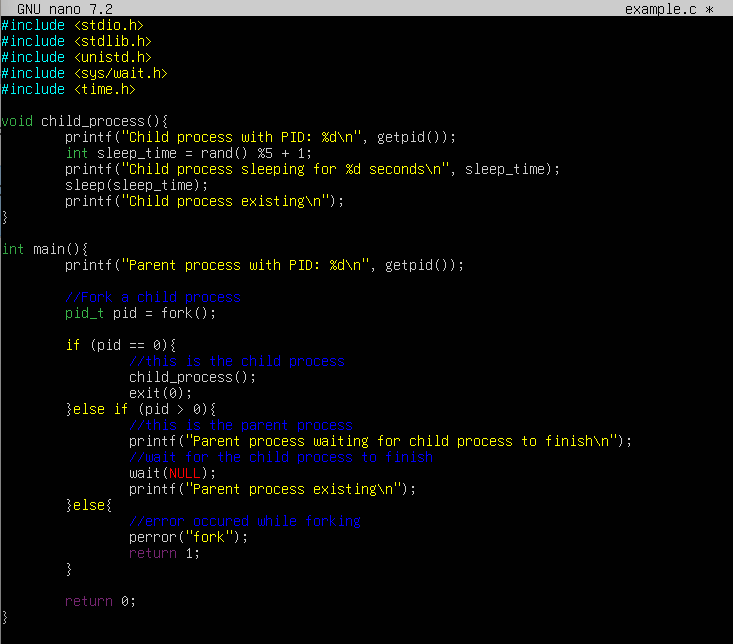 GNU nano 7.2 example.c *
#include <stdio.h>
#include <stdlib.h>
#include <unistd.h>
#include <sys/wait.h>
#include <time.h>
void child_process(){
printf("Child process with PID: %d\n", getpid());
int sleep_time = rand() %5 + 1;
printf("Child process sleeping for %d seconds\n", sleep_time);
sleep(sleep_time);
printf("Child process existing\n");
}
int main(){
printf("Parent process with PID: %d\n", getpid());
//Fork a child process
pid_t pid = fork();
if (pid == 0){
//this is the child process
child_process();
exit(0);
}else if (pid > 0){
//this is the parent process
printf("Parent process waiting for child process to finish\n");
//wait for the child process to finish
wait(NULL);
printf("Parent process existing\n");
}else{
//error occured while forking
perror("fork");
return 1;
}
return 0;
}